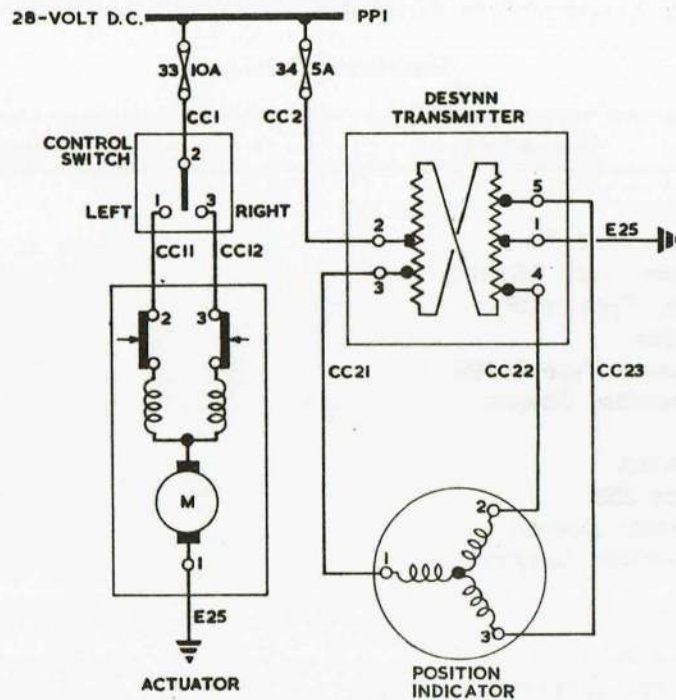 28-VOLT D.C.
PP1
33 10A
34 5A
CC1
CC2
DESYNN
TRANSMITTER
CONTROL
SWITCH
2
1
3
LEFT
RIGHT
CC11
CC12
5
2
1
E25
3
4
2
3
CC21
CC22
CC23
M
1
2
1
3
E25
ACTUATOR
POSITION
INDICATOR